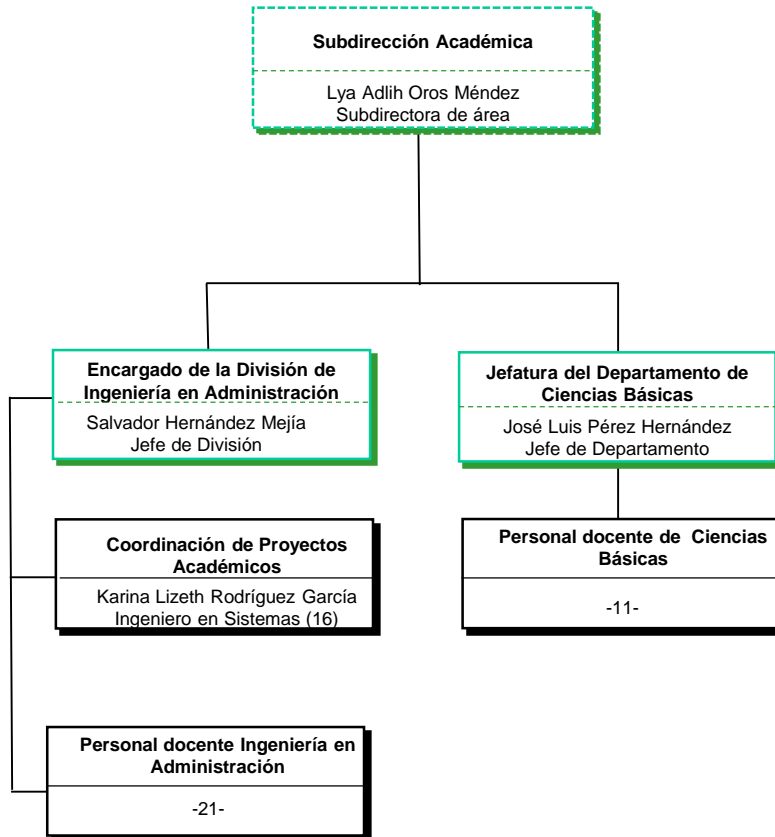 Subdirección Académica
Lya Adlih Oros Méndez
Subdirectora de área
Encargado de la División de
Ingeniería en Administración
Salvador Hernández Mejía
Jefe de División
Jefatura del Departamento de
Ciencias Básicas
José Luis Pérez Hernández
Jefe de Departamento
Coordinación de Proyectos
Académicos
Karina Lizeth Rodríguez García
Ingeniero en Sistemas (16)
Personal docente de Ciencias
Básicas
-11-
Personal docente Ingeniería en
Administración
-21-